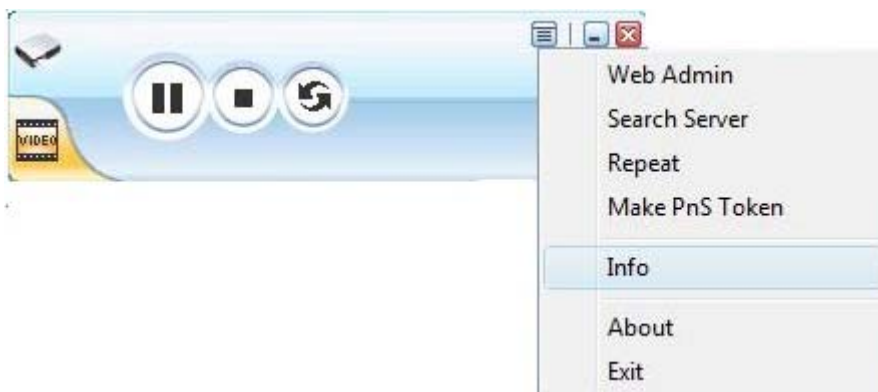 VIDEO
Web Admin
Search Server
Repeat
Make PnS Token
Info
About
Exit